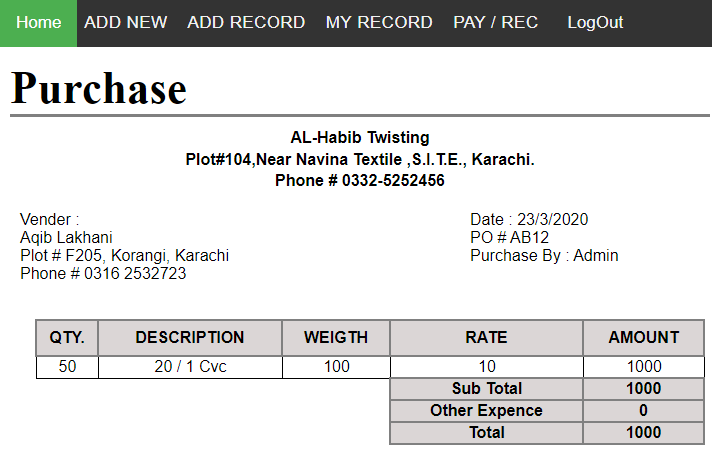 Home ADD NEW ADD RECORD MY RECORD PAY / REC LogOut
Purchase
AL-Habib Twisting
Plot#104,Near Navina Textile ,S.I.T.E., Karachi.
Phone # 0332-5252456
Vender :
Aqib Lakhani
Plot # F205, Korangi, Karachi
Phone # 0316 2532723
Date : 23/3/2020
PO # AB12
Purchase By : Admin
QTY. DESCRIPTION WEIGTH RATE AMOUNT
50 20 / 1 Cvc 100 10 1000
Sub Total 1000
Other Expence 0
Total 1000